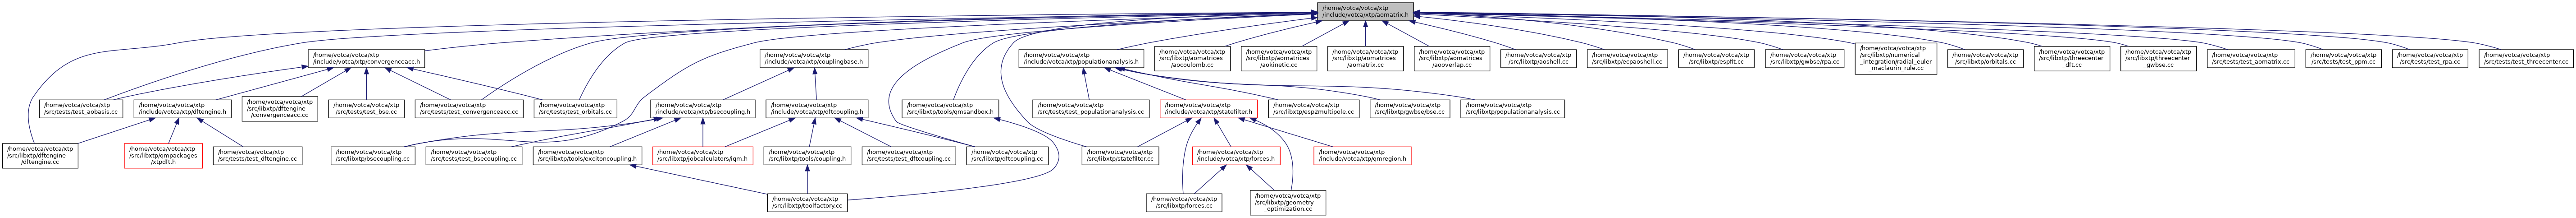 /home/votca/votca/xtp
/include/votca/xtp/aomatrix.h
/home/votca/votca/xtp
/include/votca/xtp/convergenceacc.h
/home/votca/votca/xtp
/include/votca/xtp/couplingbase.h
/home/votca/votca/xtp
/include/votca/xtp/populationanalysis.h
/home/votca/votca/xtp
/src/libxtp/aomatrices
/aocoulomb.cc
/home/votca/votca/xtp
/src/libxtp/aomatrices
/aokinetic.cc
/home/votca/votca/xtp
/src/libxtp/aomatrices
/aomatrix.cc
/home/votca/votca/xtp
/src/libxtp/aomatrices
/aooverlap.cc
/home/votca/votca/xtp
/src/libxtp/aoshell.cc
/home/votca/votca/xtp
/src/libxtp/ecpaoshell.cc
/home/votca/votca/xtp
/src/libxtp/espfit.cc
/home/votca/votca/xtp
/src/libxtp/gwbse/rpa.cc
/home/votca/votca/xtp
/src/libxtp/numerical
_integration/radial_euler
_maclaurin_rule.cc
/home/votca/votca/xtp
/src/libxtp/orbitals.cc
/home/votca/votca/xtp
/src/libxtp/threecenter
_dft.cc
/home/votca/votca/xtp
/src/libxtp/threecenter
_gwbse.cc
/home/votca/votca/xtp
/src/tests/test_aomatrix.cc
/home/votca/votca/xtp
/src/tests/test_ppm.cc
/home/votca/votca/xtp
/src/tests/test_rpa.cc
/home/votca/votca/xtp
/src/tests/test_threecenter.cc
/home/votca/votca/xtp
/src/tests/test_aobasis.cc
/home/votca/votca/xtp
/include/votca/xtp/dftengine.h
/home/votca/votca/xtp
/src/libxtp/dftengine
/convergenceacc.cc
/home/votca/votca/xtp
/src/tests/test_bse.cc
/home/votca/votca/xtp
/src/tests/test_convergenceacc.cc
/home/votca/votca/xtp
/src/tests/test_orbitals.cc
/home/votca/votca/xtp
/include/votca/xtp/bsecoupling.h
/home/votca/votca/xtp
/include/votca/xtp/dftcoupling.h
/home/votca/votca/xtp
/src/libxtp/tools/qmsandbox.h
/home/votca/votca/xtp
/src/tests/test_populationanalysis.cc
/home/votca/votca/xtp
/include/votca/xtp/statefilter.h
/home/votca/votca/xtp
/src/libxtp/esp2multipole.cc
/home/votca/votca/xtp
/src/libxtp/gwbse/bse.cc
/home/votca/votca/xtp
/src/libxtp/populationanalysis.cc
/home/votca/votca/xtp
/src/libxtp/dftengine
/dftengine.cc
/home/votca/votca/xtp
/src/libxtp/qmpackages
/xtpdft.h
/home/votca/votca/xtp
/src/tests/test_dftengine.cc
/home/votca/votca/xtp
/src/libxtp/bsecoupling.cc
/home/votca/votca/xtp
/src/tests/test_bsecoupling.cc
/home/votca/votca/xtp
/src/libxtp/tools/excitoncoupling.h
/home/votca/votca/xtp
/src/libxtp/jobcalculators/iqm.h
/home/votca/votca/xtp
/src/libxtp/tools/coupling.h
/home/votca/votca/xtp
/src/tests/test_dftcoupling.cc
/home/votca/votca/xtp
/src/libxtp/dftcoupling.cc
/home/votca/votca/xtp
/src/libxtp/statefilter.cc
/home/votca/votca/xtp
/include/votca/xtp/forces.h
/home/votca/votca/xtp
/include/votca/xtp/qmregion.h
/home/votca/votca/xtp
/src/libxtp/toolfactory.cc
/home/votca/votca/xtp
/src/libxtp/forces.cc
/home/votca/votca/xtp
/src/libxtp/geometry
_optimization.cc